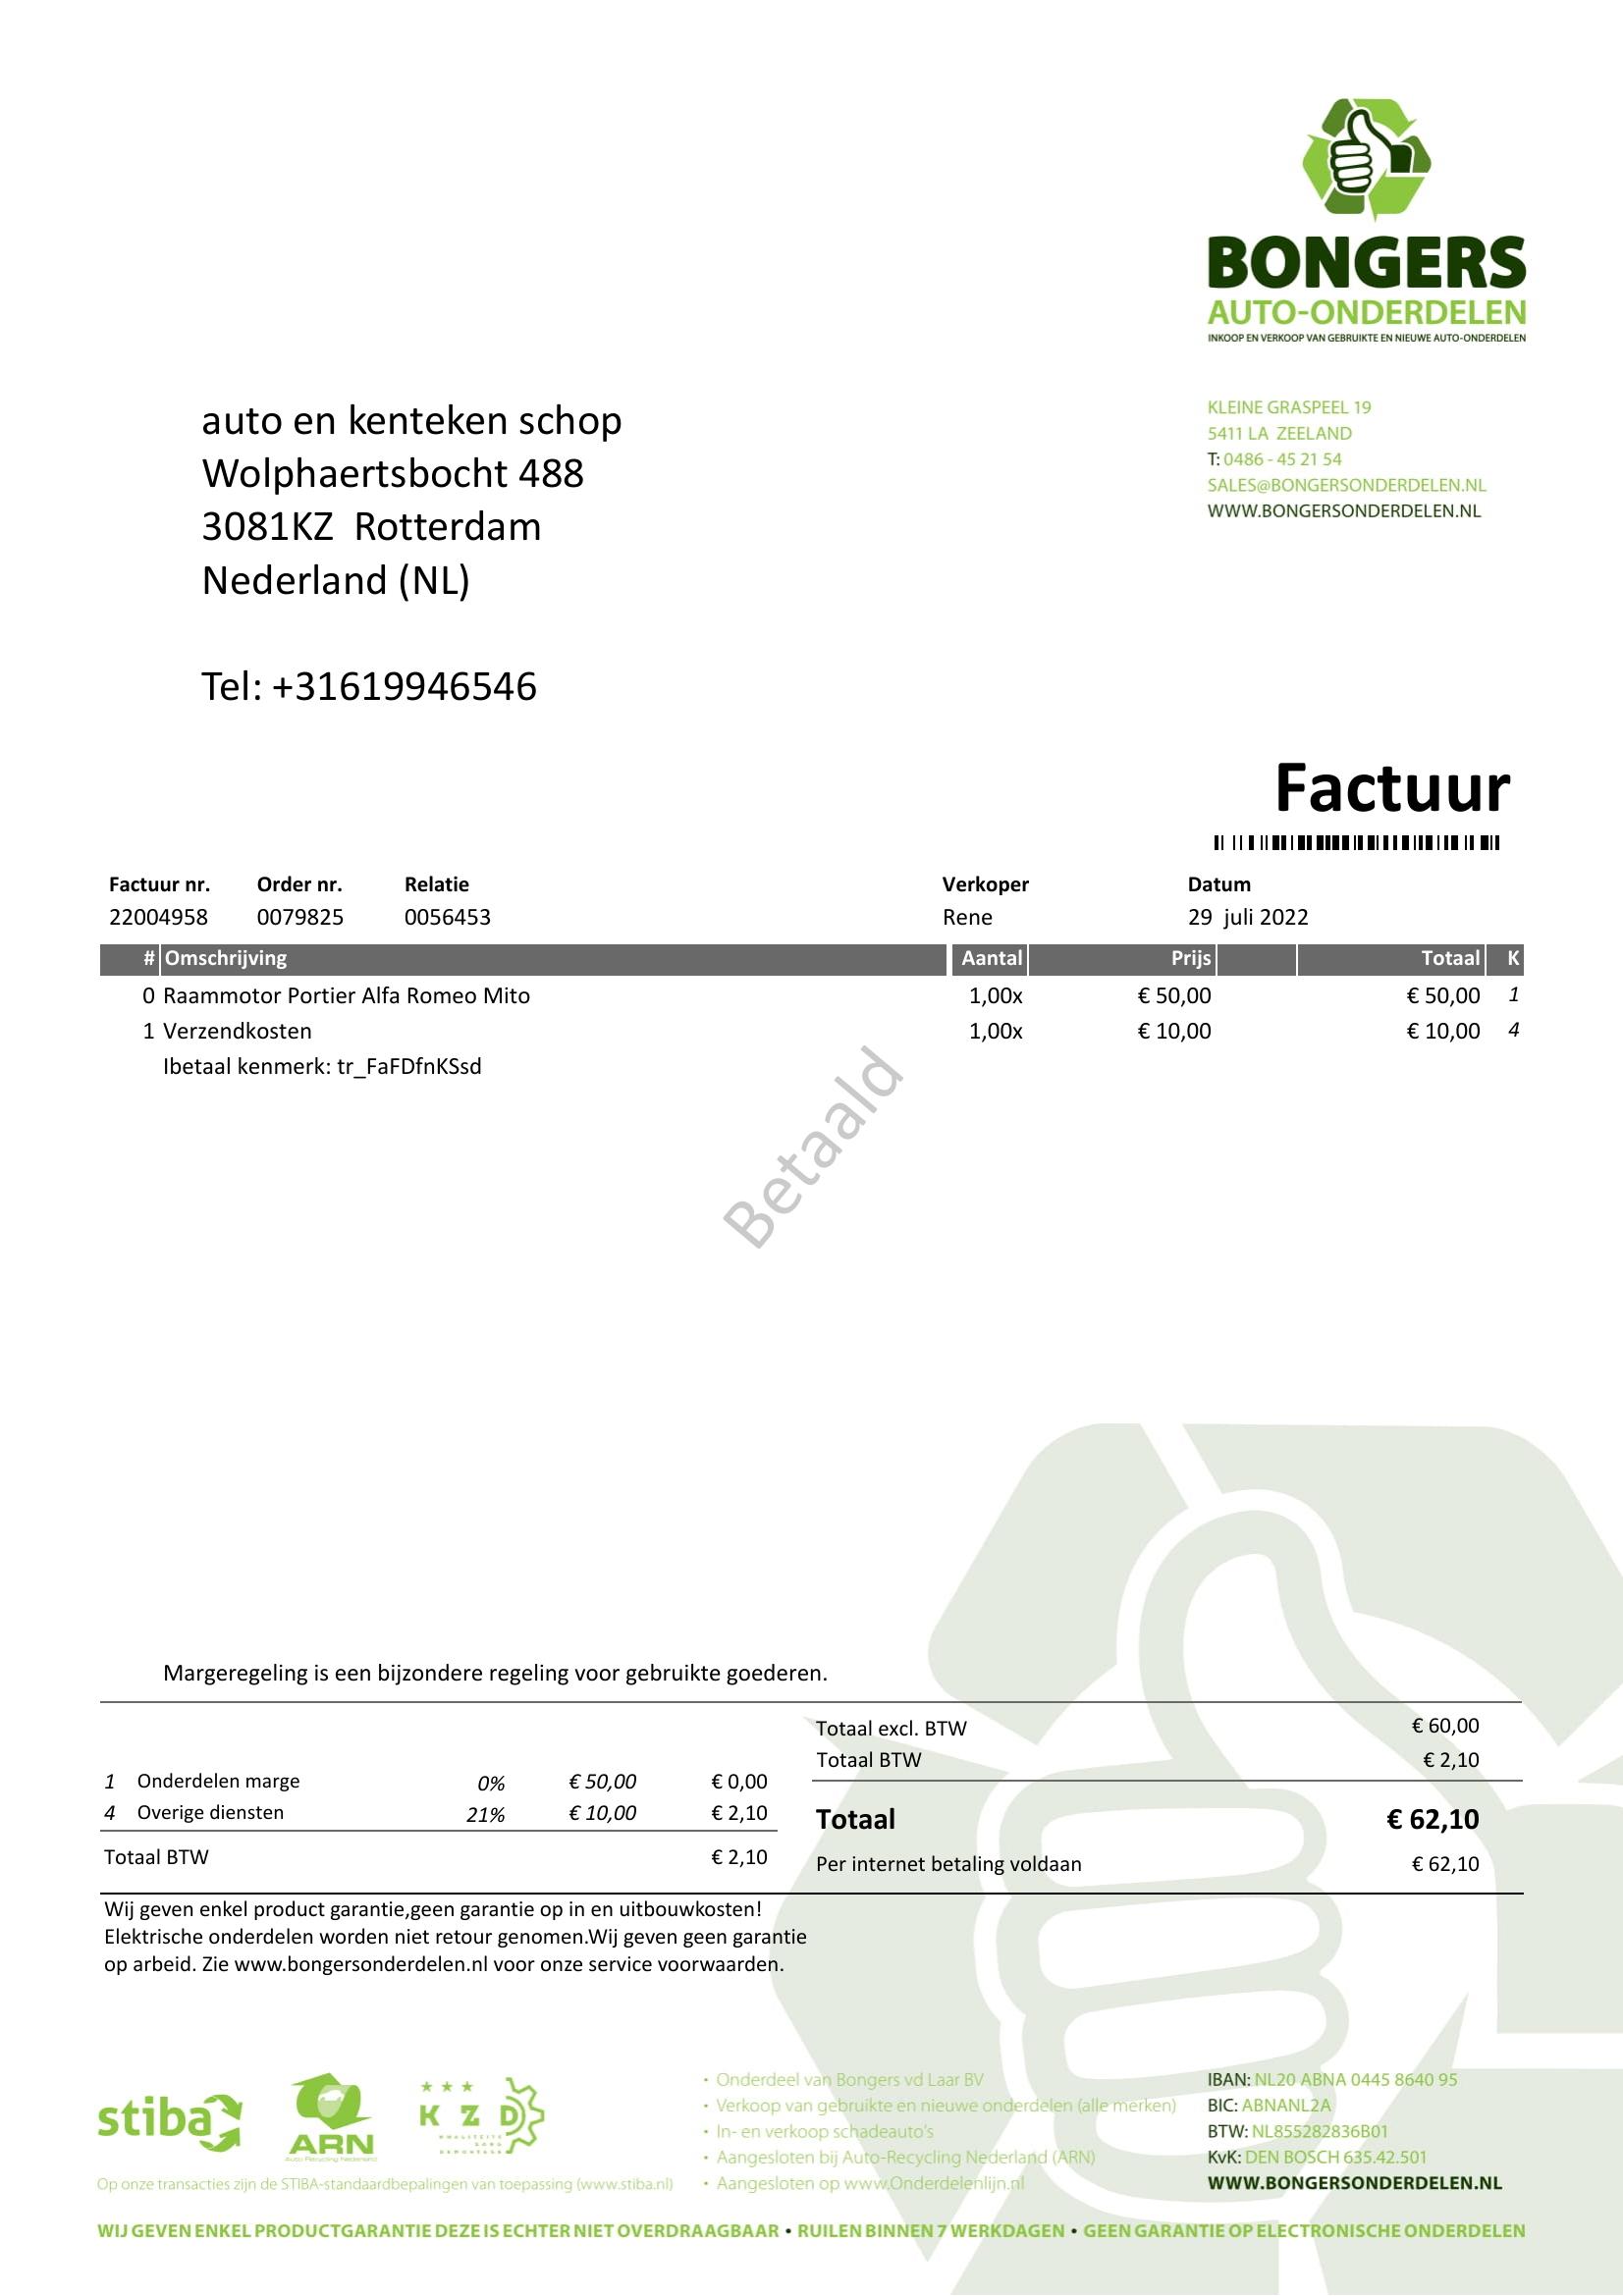 BONGERS
AUTO-ONDERDELEN
INKOOP EN VERKOOP VAN GEBRUIKTE EN NIEUWE AUTO-ONDERDELEN
KLEINE GRASPEEL 19
5411 LA ZEELAND
T: 0486 - 45 21 54
SALES@BONGERSONDERDELEN.NL
WWW.BONGERSONDERDELEN.NL
auto en kenteken schop
Wolphaertsbocht 488
3081KZ Rotterdam
Nederland (NL)
Tel: +31619946546
Factuur
Factuur nr. Order nr. Relatie Verkoper Datum
22004958 0079825 0056453 Rene 29 juli 2022
# Omschrijving Aantal Prijs Totaal K
0 Raammotor Portier Alfa Romeo Mito 1,00x € 50,00 € 50,00 1
1 Verzendkosten 1,00x € 10,00 € 10,00 4
Ibetaal kenmerk: tr_FaFDfnKSsd
Betaald
Margeregeling is een bijzondere regeling voor gebruikte goederen.
Totaal excl. BTW € 60,00
Totaal BTW € 2,10
1 Onderdelen marge 0% € 50,00 € 0,00
4 Overige diensten 21% € 10,00 € 2,10
Totaal € 62,10
Totaal BTW € 2,10
Per internet betaling voldaan € 62,10
Wij geven enkel product garantie,geen garantie op in en uitbouwkosten!
Elektrische onderdelen worden niet retour genomen.Wij geven geen garantie
op arbeid. Zie www.bongersonderdelen.nl voor onze service voorwaarden.
stiba
ARN
Auto Recycling Nederland
KZD
KWALITEITS
ZORG
DEMONTAGE
Op onze transacties zijn de STIBA-standaardbepalingen van toepassing (www.stiba.nl)
• Onderdeel van Bongers vd Laar BV
• Verkoop van gebruikte en nieuwe onderdelen (alle merken)
• In- en verkoop schadeauto's
• Aangesloten bij Auto-Recycling Nederland (ARN)
• Aangesloten op www.Onderdelenlijn.nl
IBAN: NL20 ABNA 0445 8640 95
BIC: ABNANL2A
BTW: NL855282836B01
KvK: DEN BOSCH 635.42.501
WWW.BONGERSONDERDELEN.NL
WIJ GEVEN ENKEL PRODUCTGARANTIE DEZE IS ECHTER NIET OVERDRAAGBAAR • RUILEN BINNEN 7 WERKDAGEN • GEEN GARANTIE OP ELECTRONISCHE ONDERDELEN